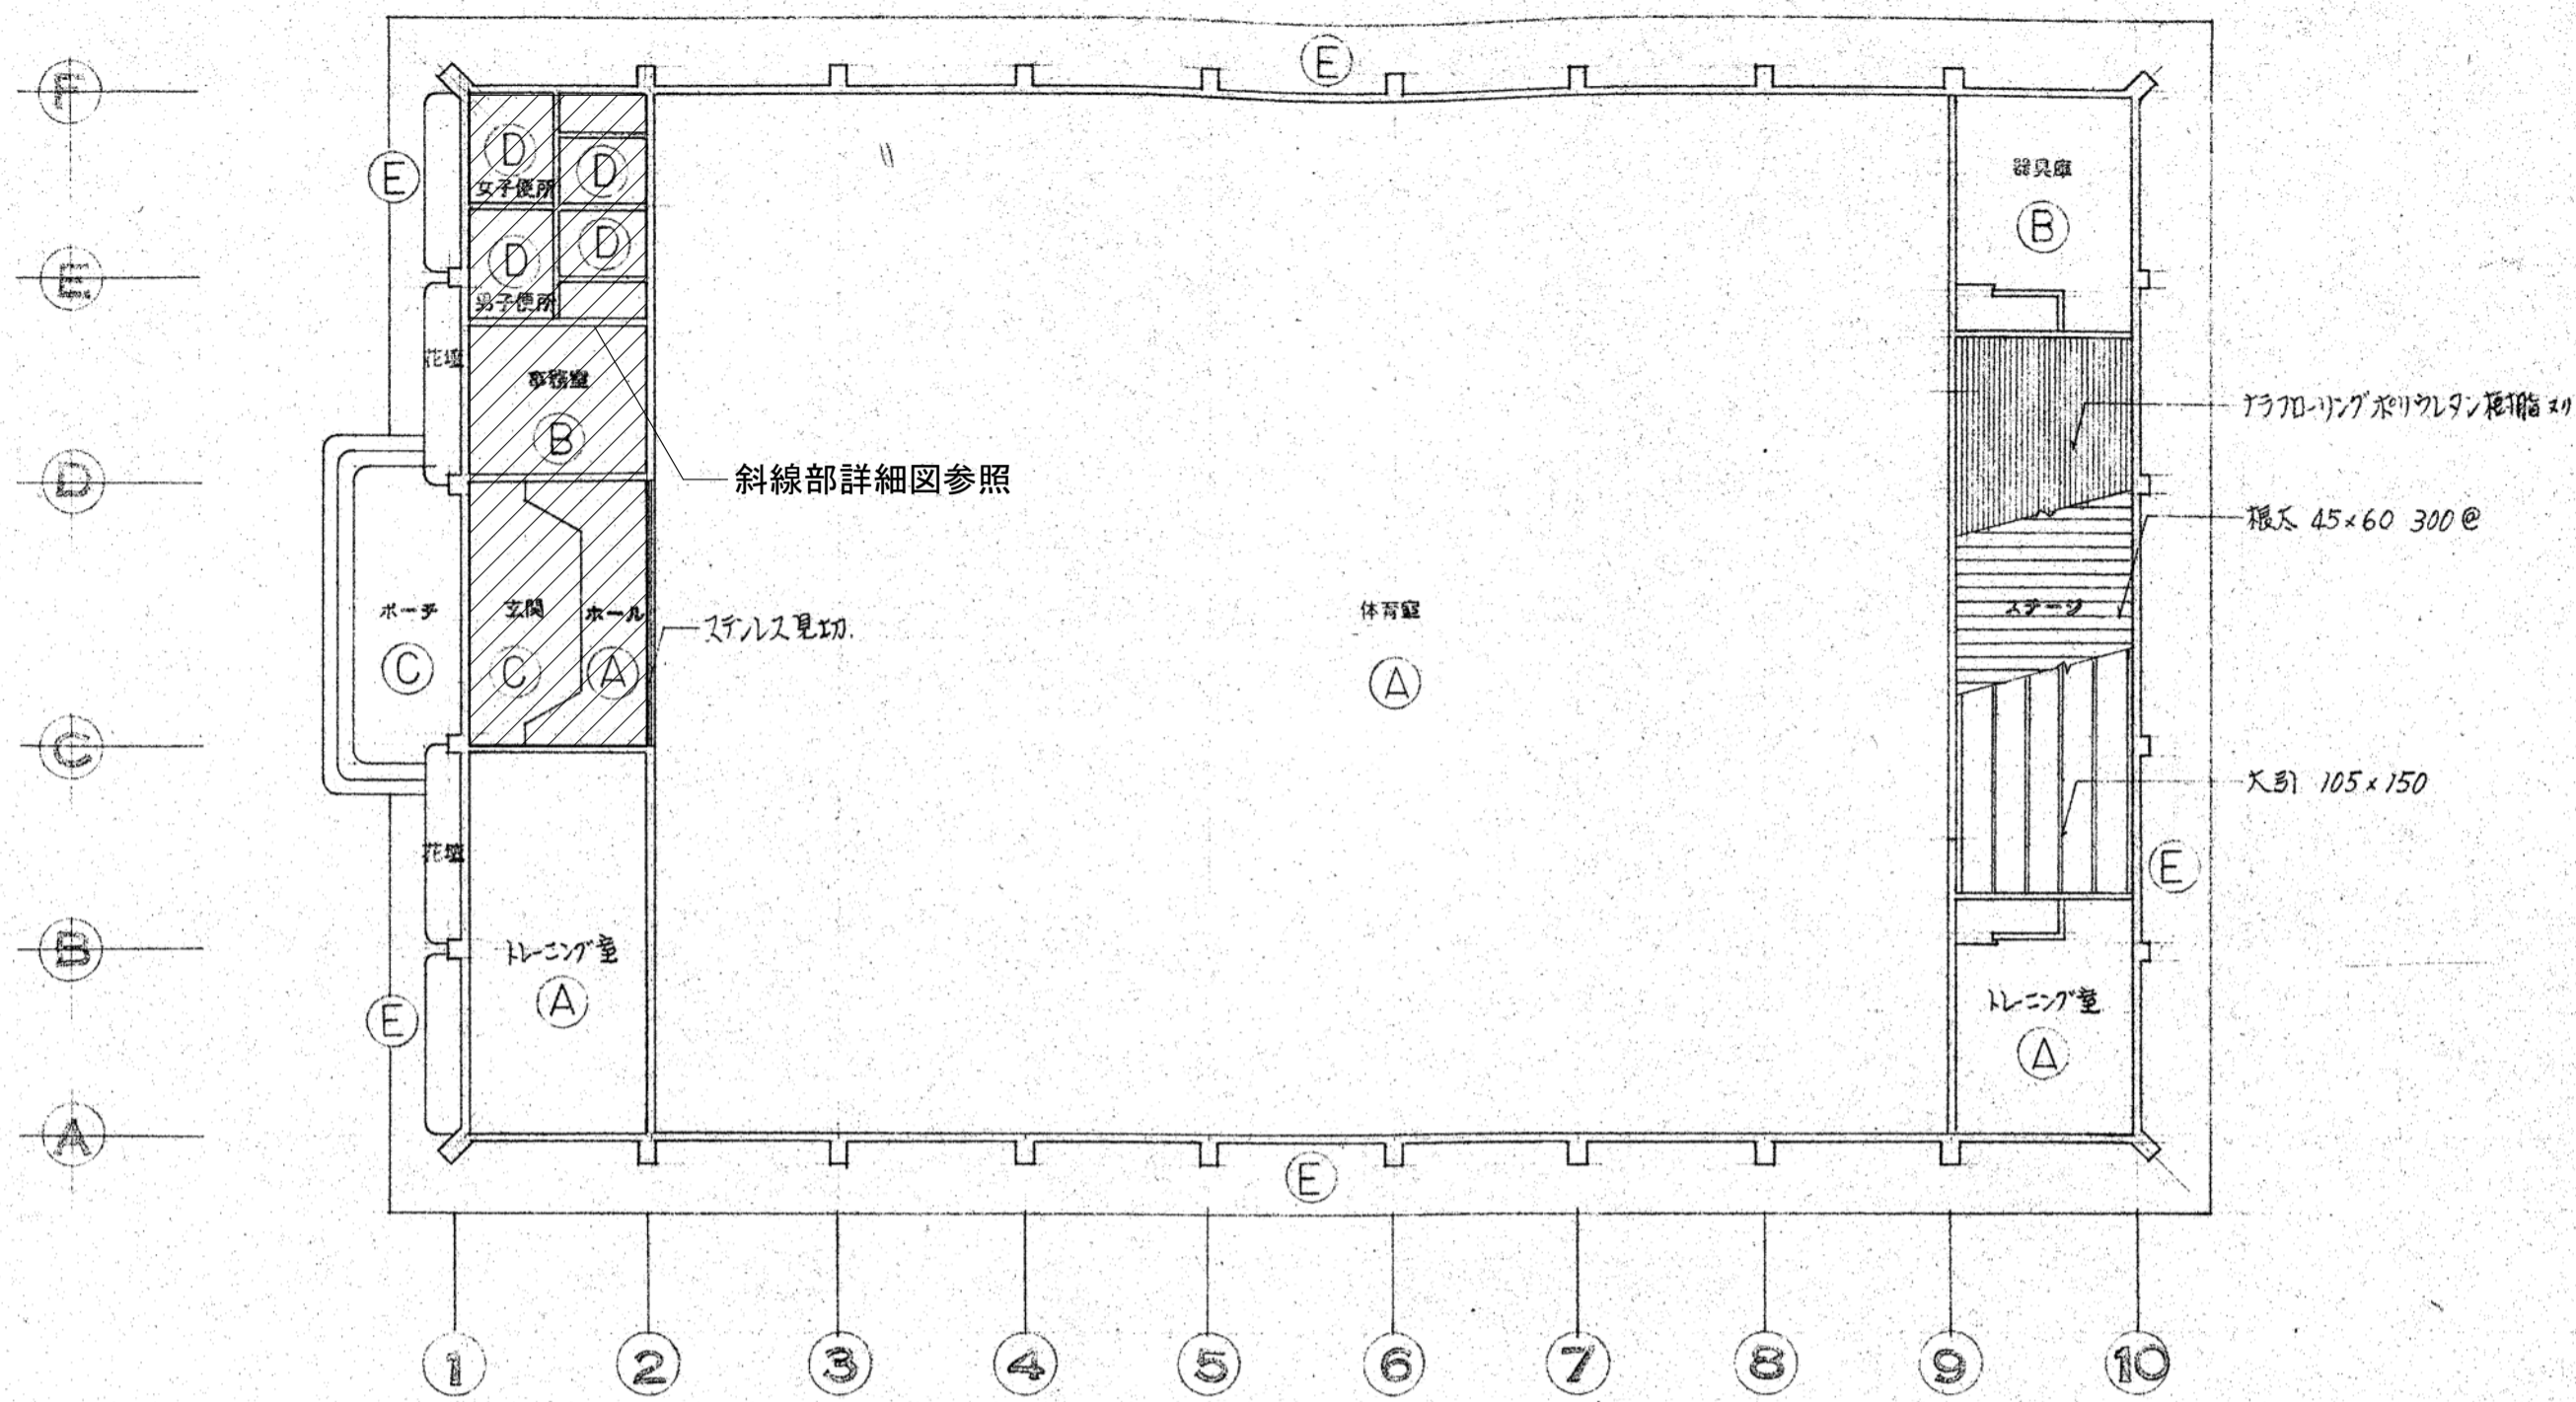 E
F
E
D
女子便所
D
D
D
男子便所
器具庫
B
E
花壇
事務室
B
ナラフローリングポリウレタン樹脂ヌリ
D
斜線部詳細図参照
根太 45×60 300@
ポーチ
C
玄関
C
ホール
A
ステンレス見切.
体育室
A
ステージ
C
大引 105×150
花壇
E
B
トレーニング室
A
トレーニング室
A
E
A
E
1
2
3
4
5
6
7
8
9
10